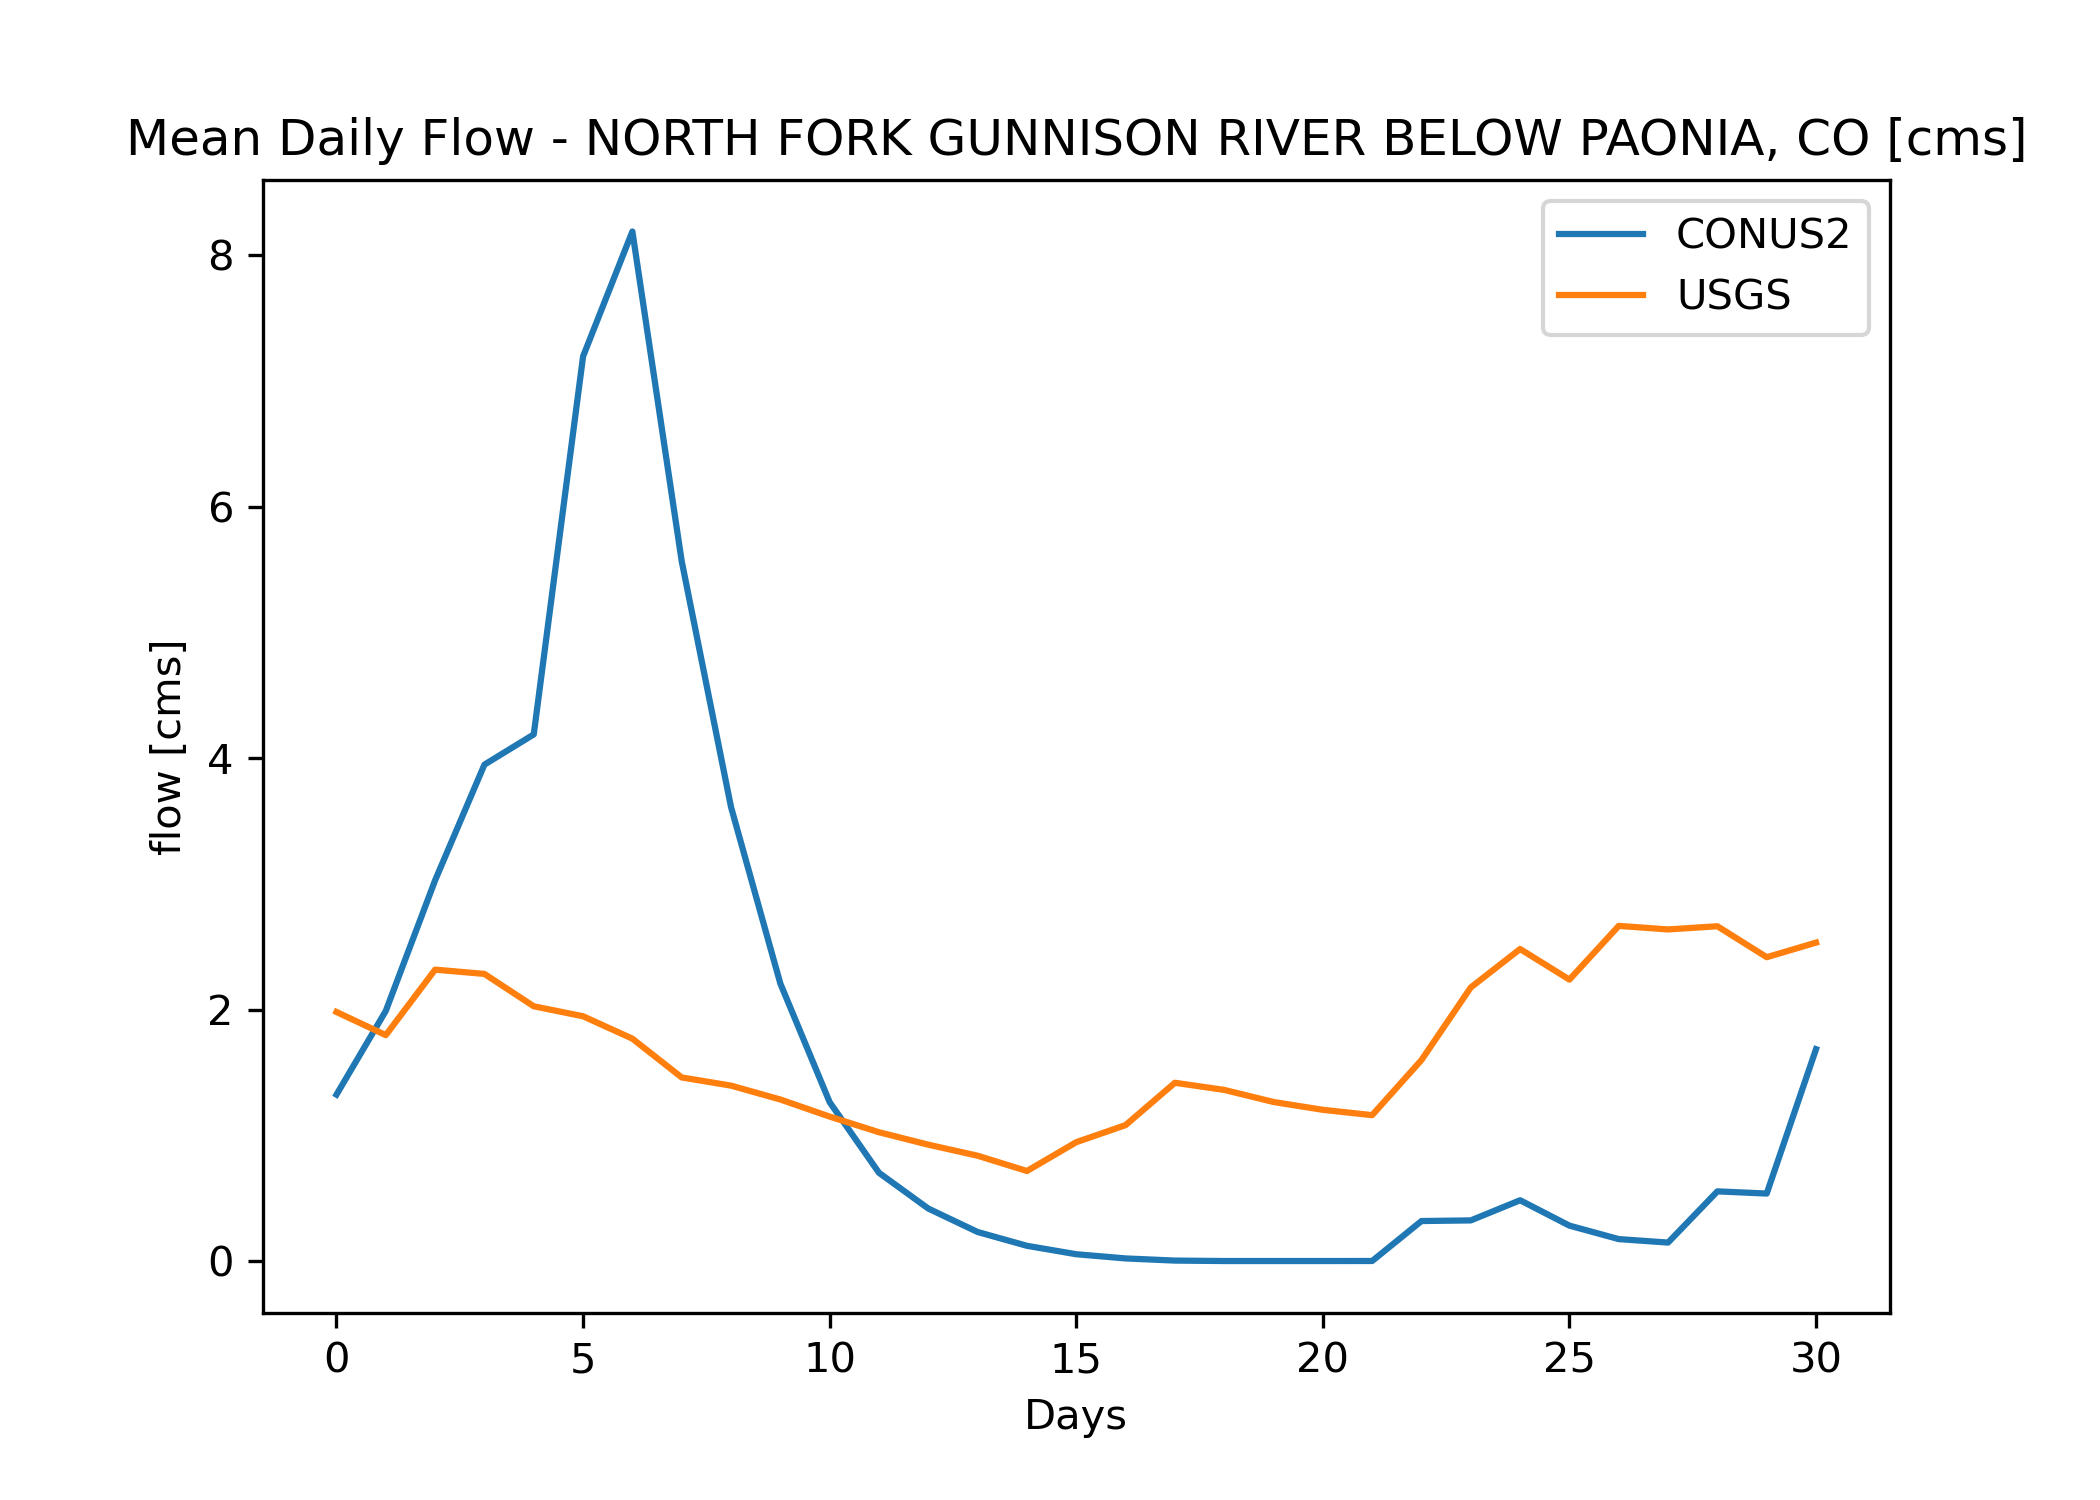 Mean Daily Flow - NORTH FORK GUNNISON RIVER BELOW PAONIA, CO [cms]
CONUS2
USGS
8
6
4
2
0
flow [cms]
0 5 10 15 20 25 30
Days